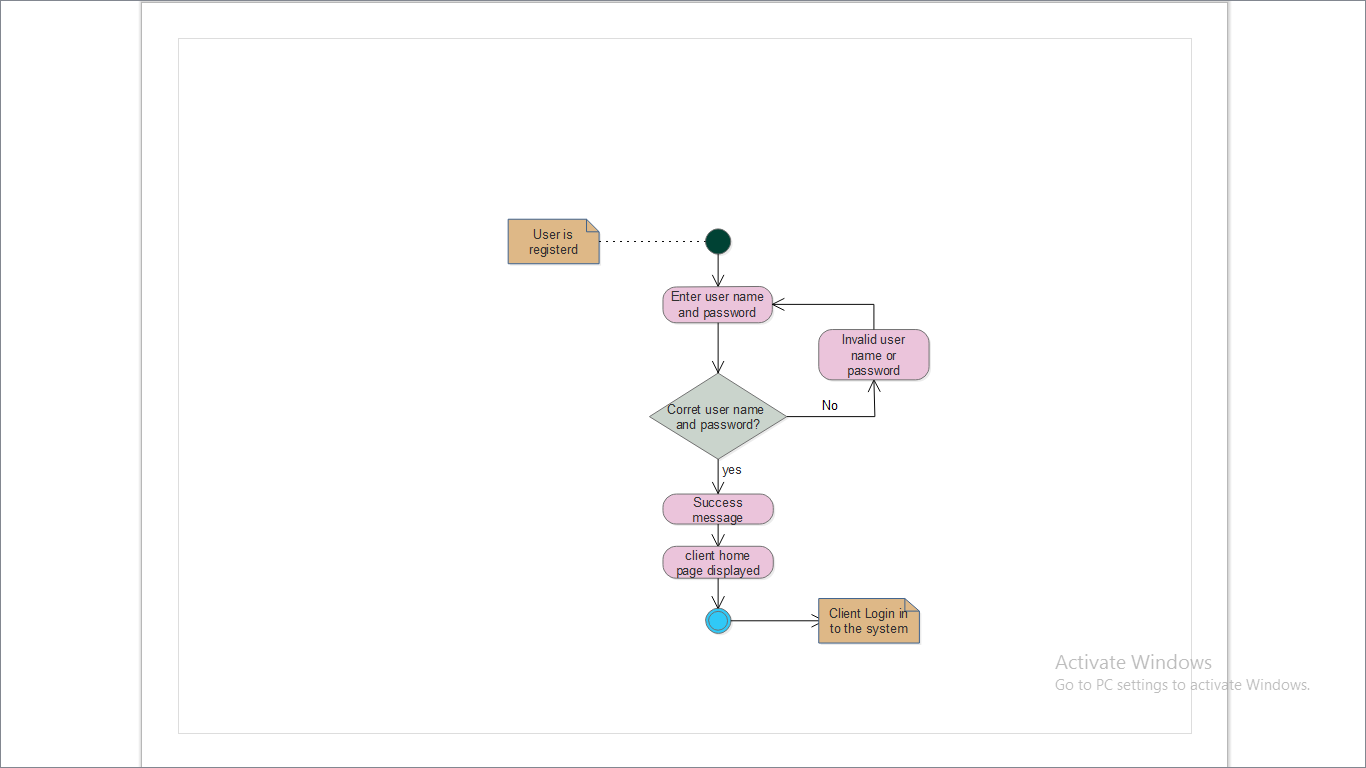 User is
registerd
Enter user name
and password
Invalid user
name or
password
Corret user name
and password?
No
yes
Success
message
client home
page displayed
Client Login in
to the system
Activate Windows
Go to PC settings to activate Windows.